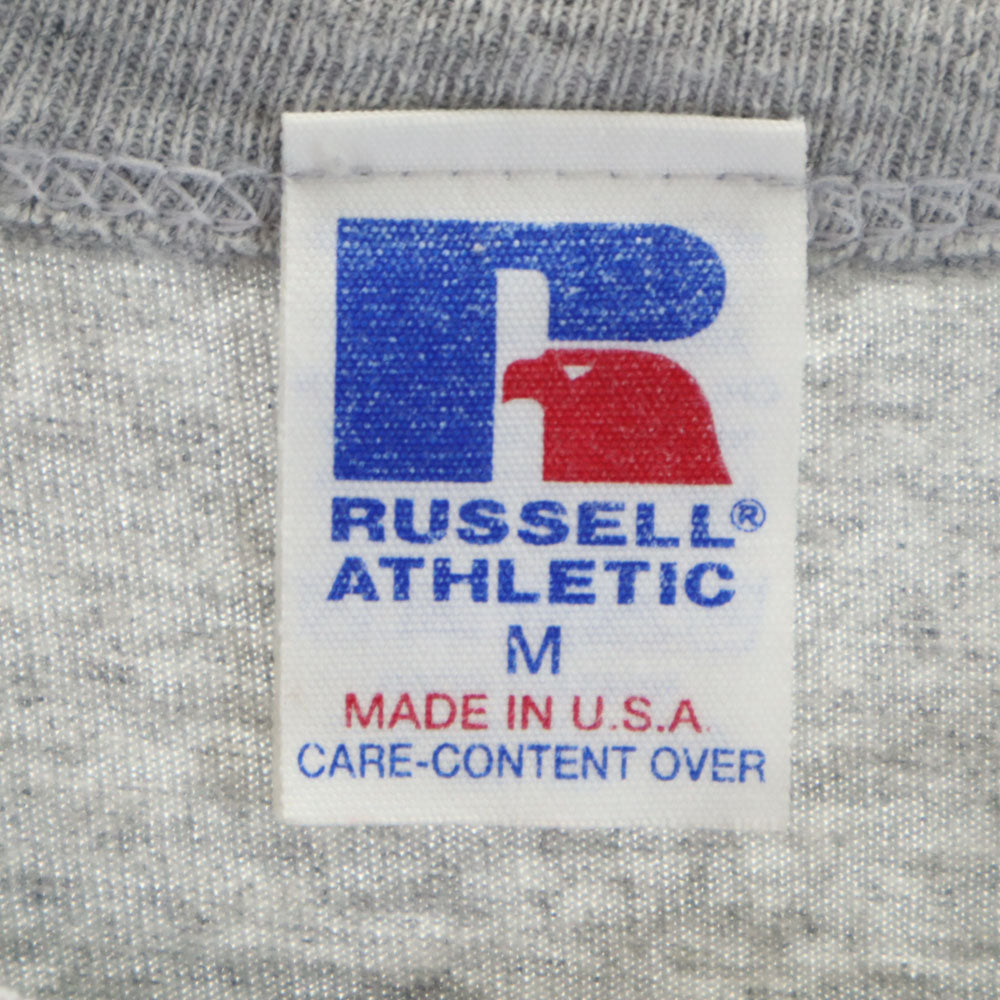 R
RUSSELL®
ATHLETIC
M
MADE IN U.S.A.
CARE-CONTENT OVER